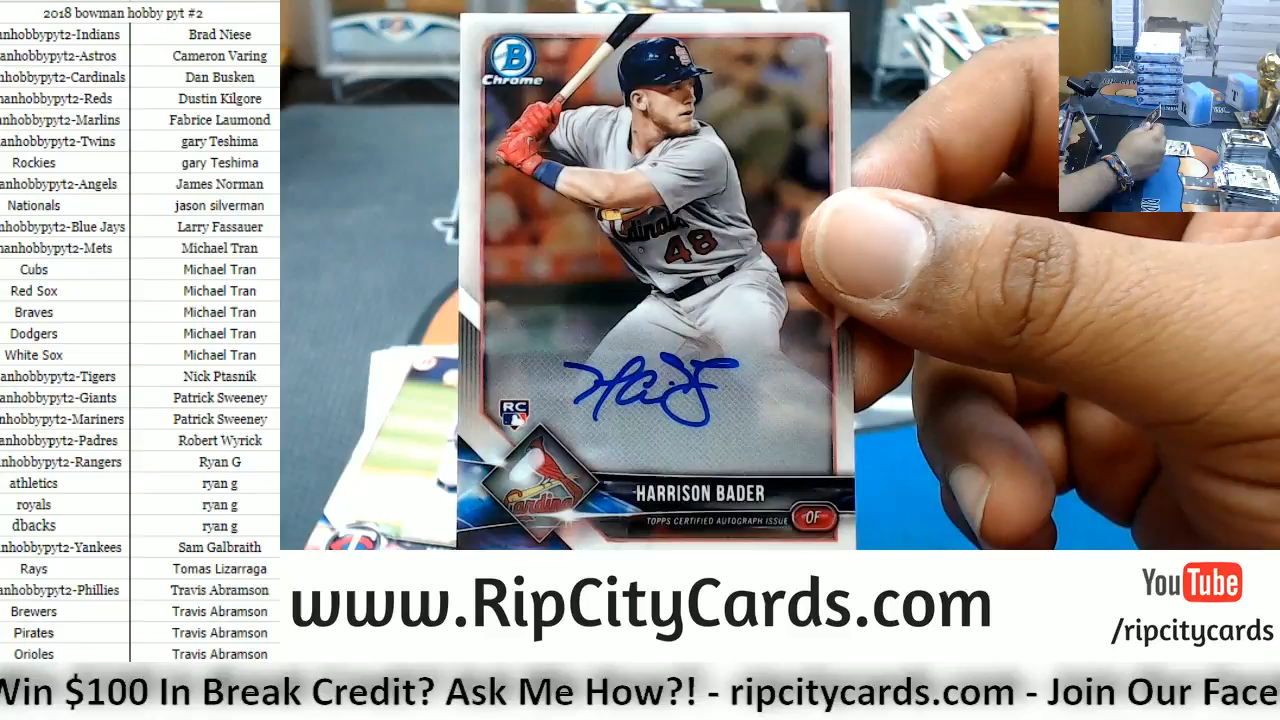 2018 bowman hobby pyt #2
anhobbypyt2-Indians Brad Niese
anhobbypyt2-Astros Cameron Varing
nhobbypyt2-Cardinals Dan Busken
manhobbypyt2-Reds Dustin Kilgore
anhobbypyt2-Marlins Fabrice Laumond
manhobbypyt2-Twins gary Teshima
Rockies gary Teshima
anhobbypyt2-Angels James Norman
Nationals jason silverman
nhobbypyt2-Blue Jays Larry Fassauer
manhobbypyt2-Mets Michael Tran
Cubs Michael Tran
Red Sox Michael Tran
Braves Michael Tran
Dodgers Michael Tran
White Sox Michael Tran
anhobbypyt2-Tigers Nick Ptasnik
anhobbypyt2-Giants Patrick Sweeney
anhobbypyt2-Mariners Patrick Sweeney
anhobbypyt2-Padres Robert Wyrick
nhobbypyt2-Rangers Ryan G
athletics ryan g
royals ryan g
dbacks ryan g
nhobbypyt2-Yankees Sam Galbraith
Rays Tomas Lizarraga
anhobbypyt2-Phillies Travis Abramson
Brewers Travis Abramson
Pirates Travis Abramson
Orioles Travis Abramson
B
Chrome
Cardinals
48
RC
Cardinals
HARRISON BADER
TOPPS CERTIFIED AUTOGRAPH ISSUE OF
www.RipCityCards.com
YouTube
/ripcitycards
Win $100 In Break Credit? Ask Me How?! - ripcitycards.com - Join Our Face